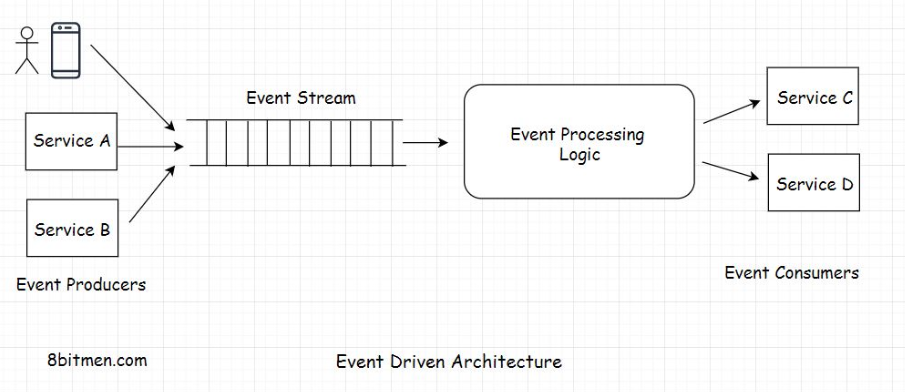 Event Stream
Service A
Service B
Event Producers
Event Processing
Logic
Service C
Service D
Event Consumers
8bitmen.com
Event Driven Architecture